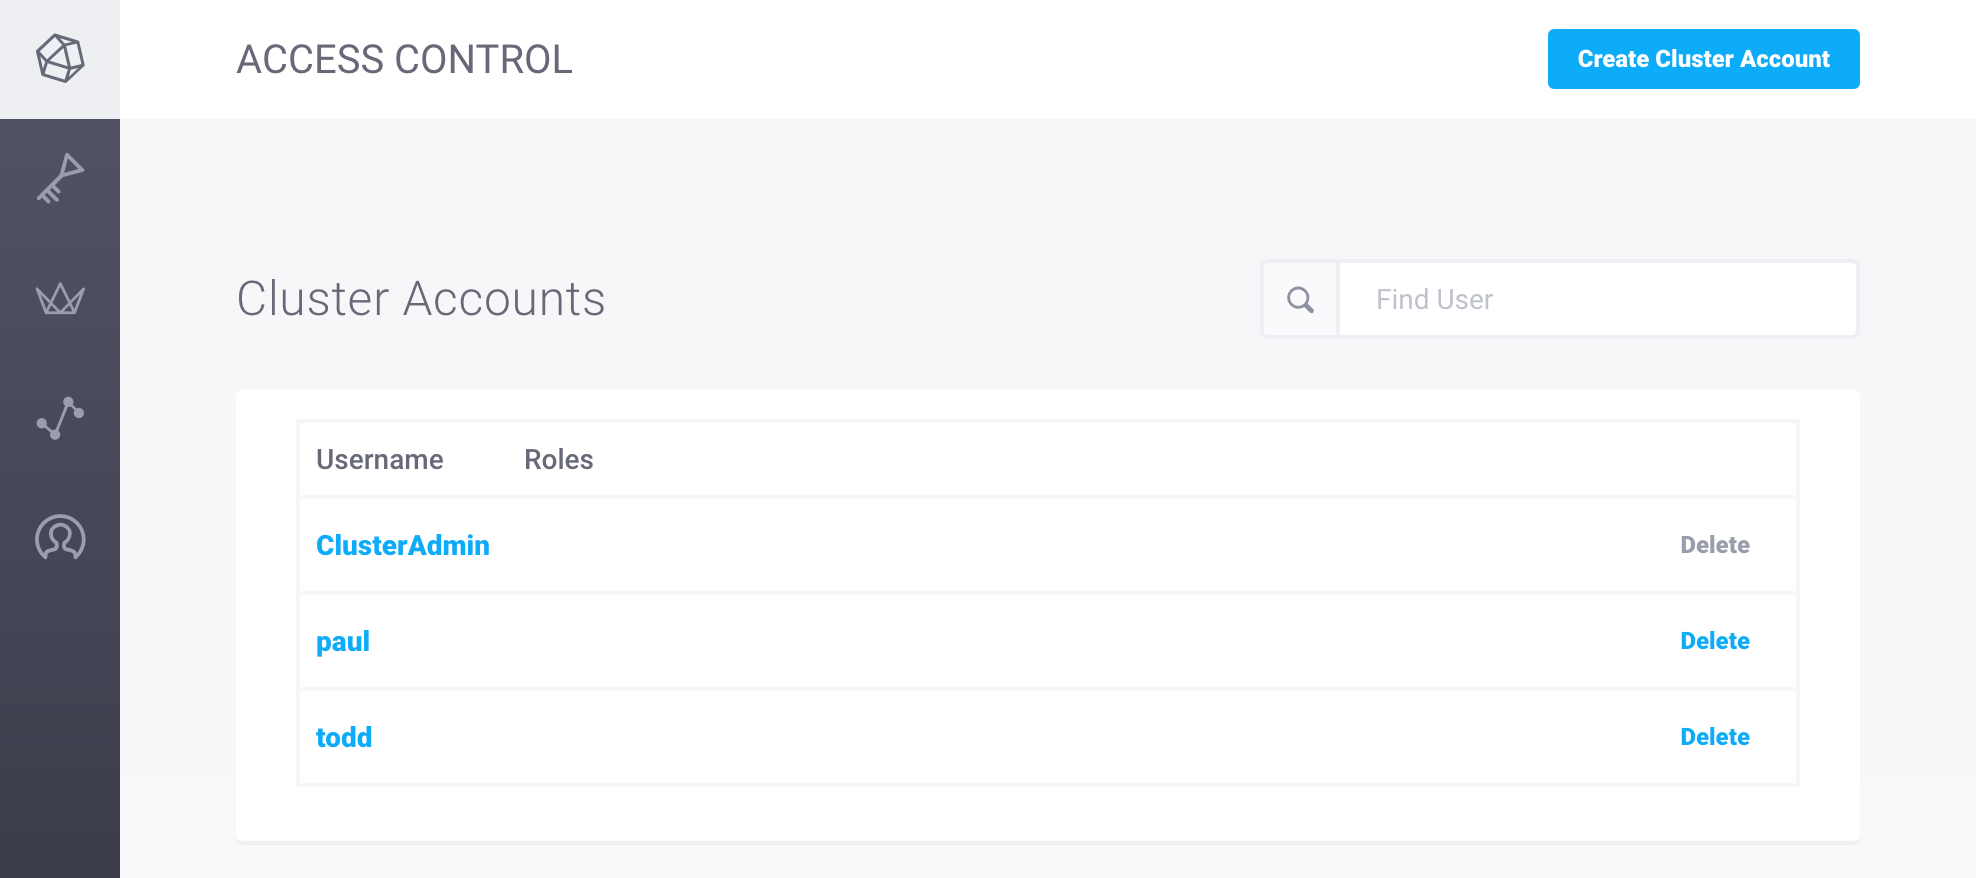 ACCESS CONTROL
Create Cluster Account
Cluster Accounts
Find User
Username Roles
ClusterAdmin Delete
paul Delete
todd Delete